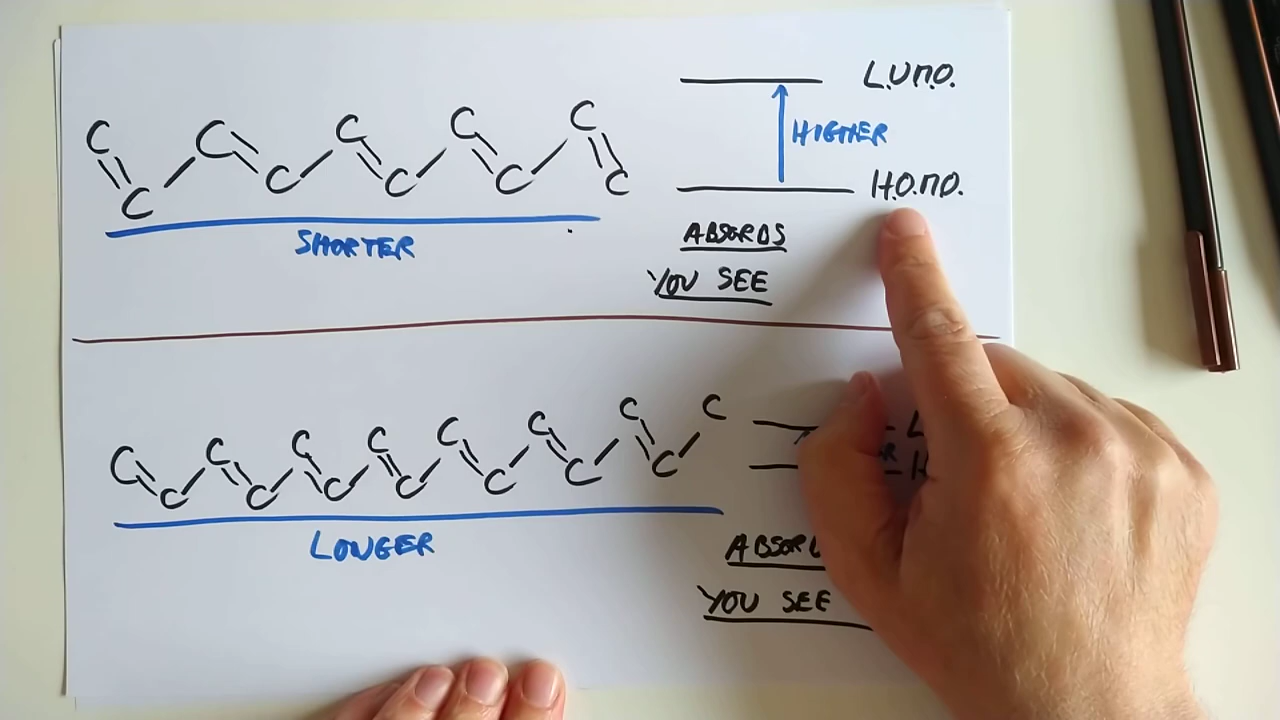 C C C C C
C C C C C
L.U.M.O.
HIGHER
H.O.M.O.
SHORTER
ABSORBS
YOU SEE
C C C C C C C C
C C C C C C C
L
H
LONGER
YOU SEE